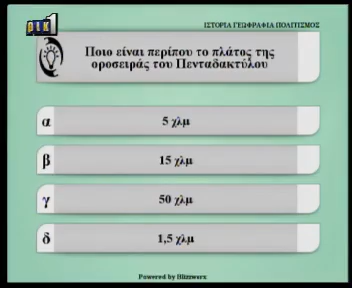 ΡΙΚ 1
ΙΣΤΟΡΙΑ ΓΕΩΓΡΑΦΙΑ ΠΟΛΙΤΙΣΜΟΣ
Ποιο είναι περίπου το πλάτος της
οροσειράς του Πενταδακτύλου
α 5 χλμ
β 15 χλμ
γ 50 χλμ
δ 1,5 χλμ
Powered by Blizzwerx